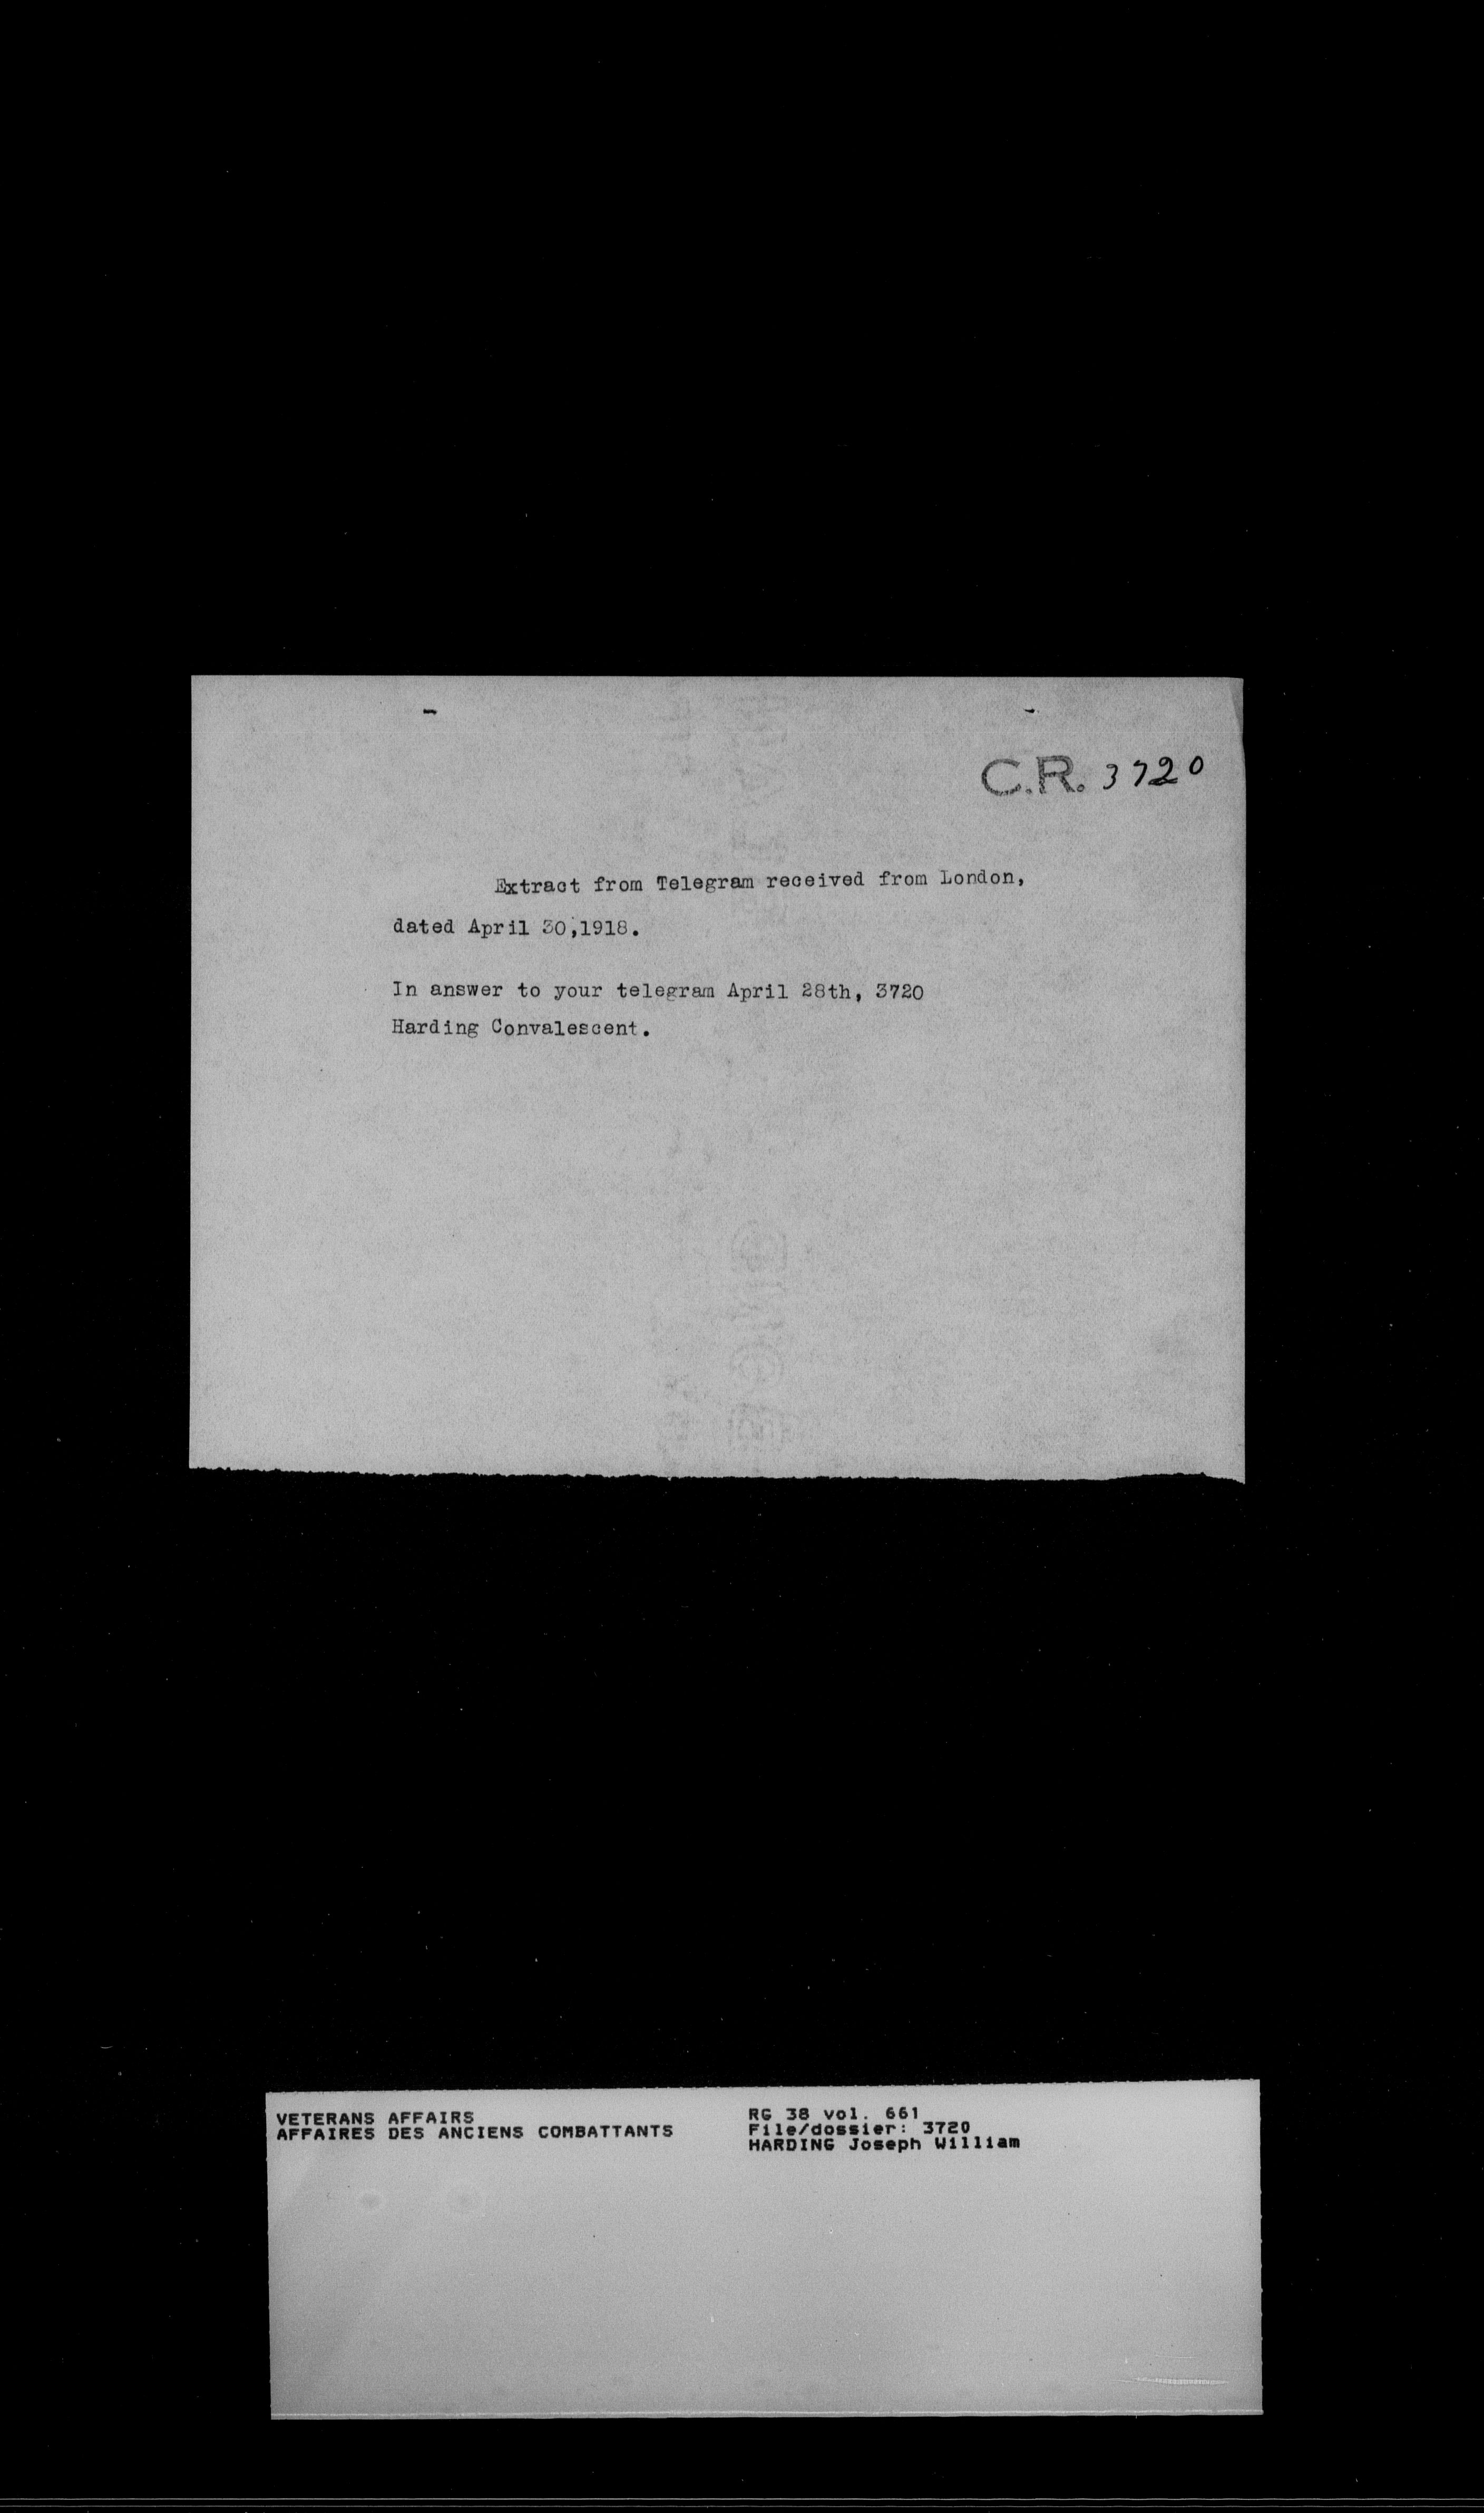 C.R. 3720
Extract from Telegram received from London,
dated April 30,1918.
In answer to your telegram April 28th, 3720
Harding Convalescent.
VETERANS AFFAIRS
AFFAIRES DES ANCIENS COMBATTANTS
RG 38 vol. 661
File/dossier: 3720
HARDING Joseph William